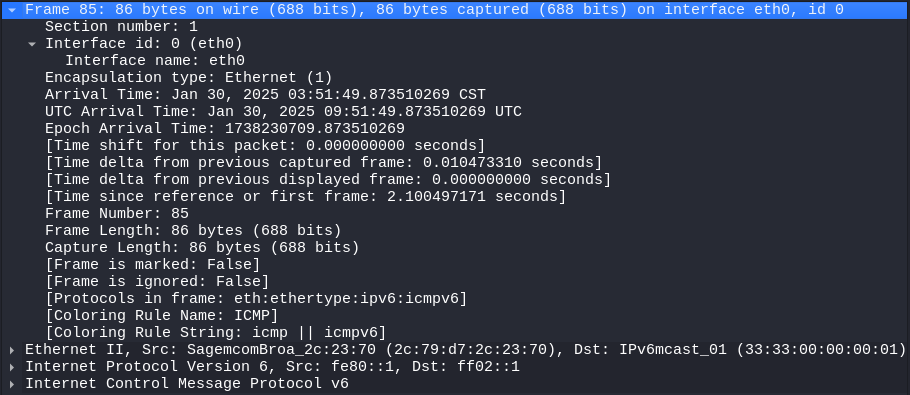 Frame 85: 86 bytes on wire (688 bits), 86 bytes captured (688 bits) on interface eth0, id 0
Section number: 1
Interface id: 0 (eth0)
Interface name: eth0
Encapsulation type: Ethernet (1)
Arrival Time: Jan 30, 2025 03:51:49.873510269 CST
UTC Arrival Time: Jan 30, 2025 09:51:49.873510269 UTC
Epoch Arrival Time: 1738230709.873510269
[Time shift for this packet: 0.000000000 seconds]
[Time delta from previous captured frame: 0.010473310 seconds]
[Time delta from previous displayed frame: 0.000000000 seconds]
[Time since reference or first frame: 2.100497171 seconds]
Frame Number: 85
Frame Length: 86 bytes (688 bits)
Capture Length: 86 bytes (688 bits)
[Frame is marked: False]
[Frame is ignored: False]
[Protocols in frame: eth:ethertype:ipv6:icmpv6]
[Coloring Rule Name: ICMP]
[Coloring Rule String: icmp || icmpv6]
Ethernet II, Src: SagemcomBroa_2c:23:70 (2c:79:d7:2c:23:70), Dst: IPv6mcast_01 (33:33:00:00:00:01)
Internet Protocol Version 6, Src: fe80::1, Dst: ff02::1
Internet Control Message Protocol v6